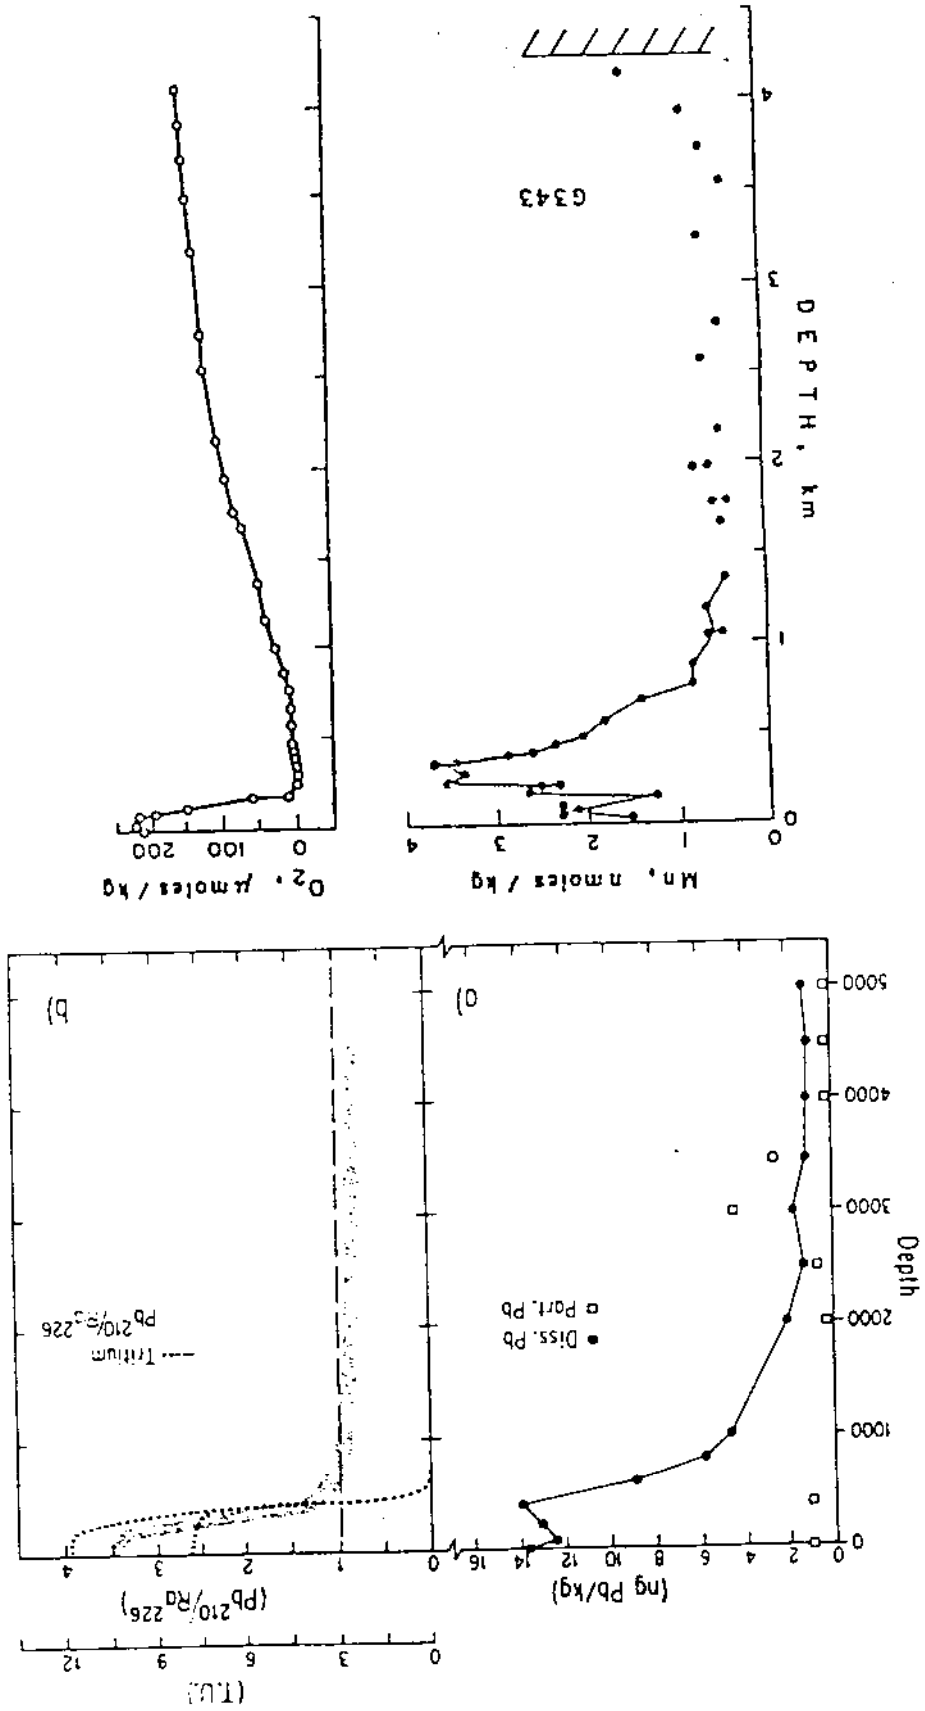 O₂, μmoles/kg
0 100 200
Mn, nmoles/kg
0 1 2 3 4
G343
DEPTH, km
0
1
2
3
4
(T.U.)
0 3 6 9 12
(Pb²¹⁰/Ra²²⁶)
0 1 2 3 4
b)
Tritium
Pb²¹⁰/Ra²²⁶
(ng Pb/kg)
0 2 4 6 8 10 12 14 16
a)
Diss. Pb
Part. Pb
Depth
0
1000
2000
3000
4000
5000